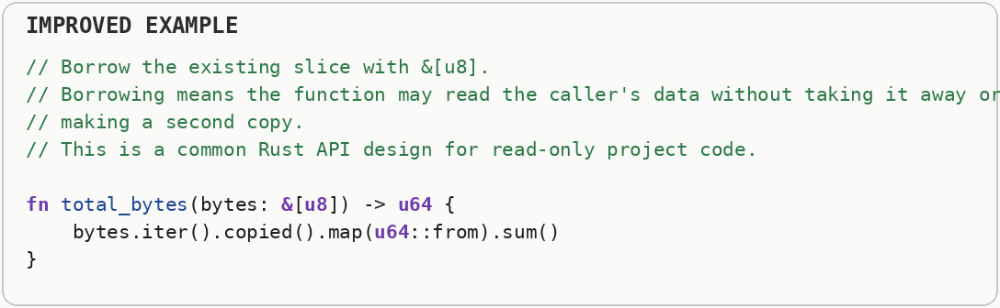 IMPROVED EXAMPLE
// Borrow the existing slice with &[u8].
// Borrowing means the function may read the caller's data without taking it away or
// making a second copy.
// This is a common Rust API design for read-only project code.
fn total_bytes(bytes: &[u8]) -> u64 {
    bytes.iter().copied().map(u64::from).sum()
}